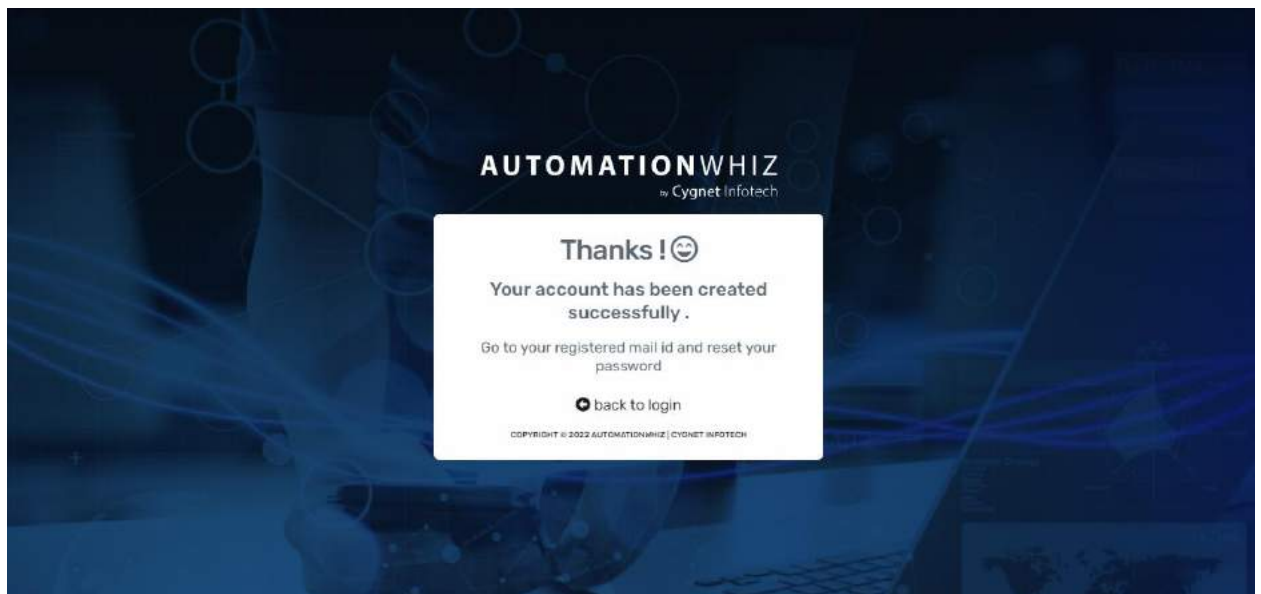 AUTOMATIONWHIZ
by Cygnet Infotech
Thanks ! 
Your account has been created
successfully .
Go to your registered mail id and reset your
password
back to login
COPYRIGHT © 2022 AUTOMATIONWHIZ | CYGNET INFOTECH